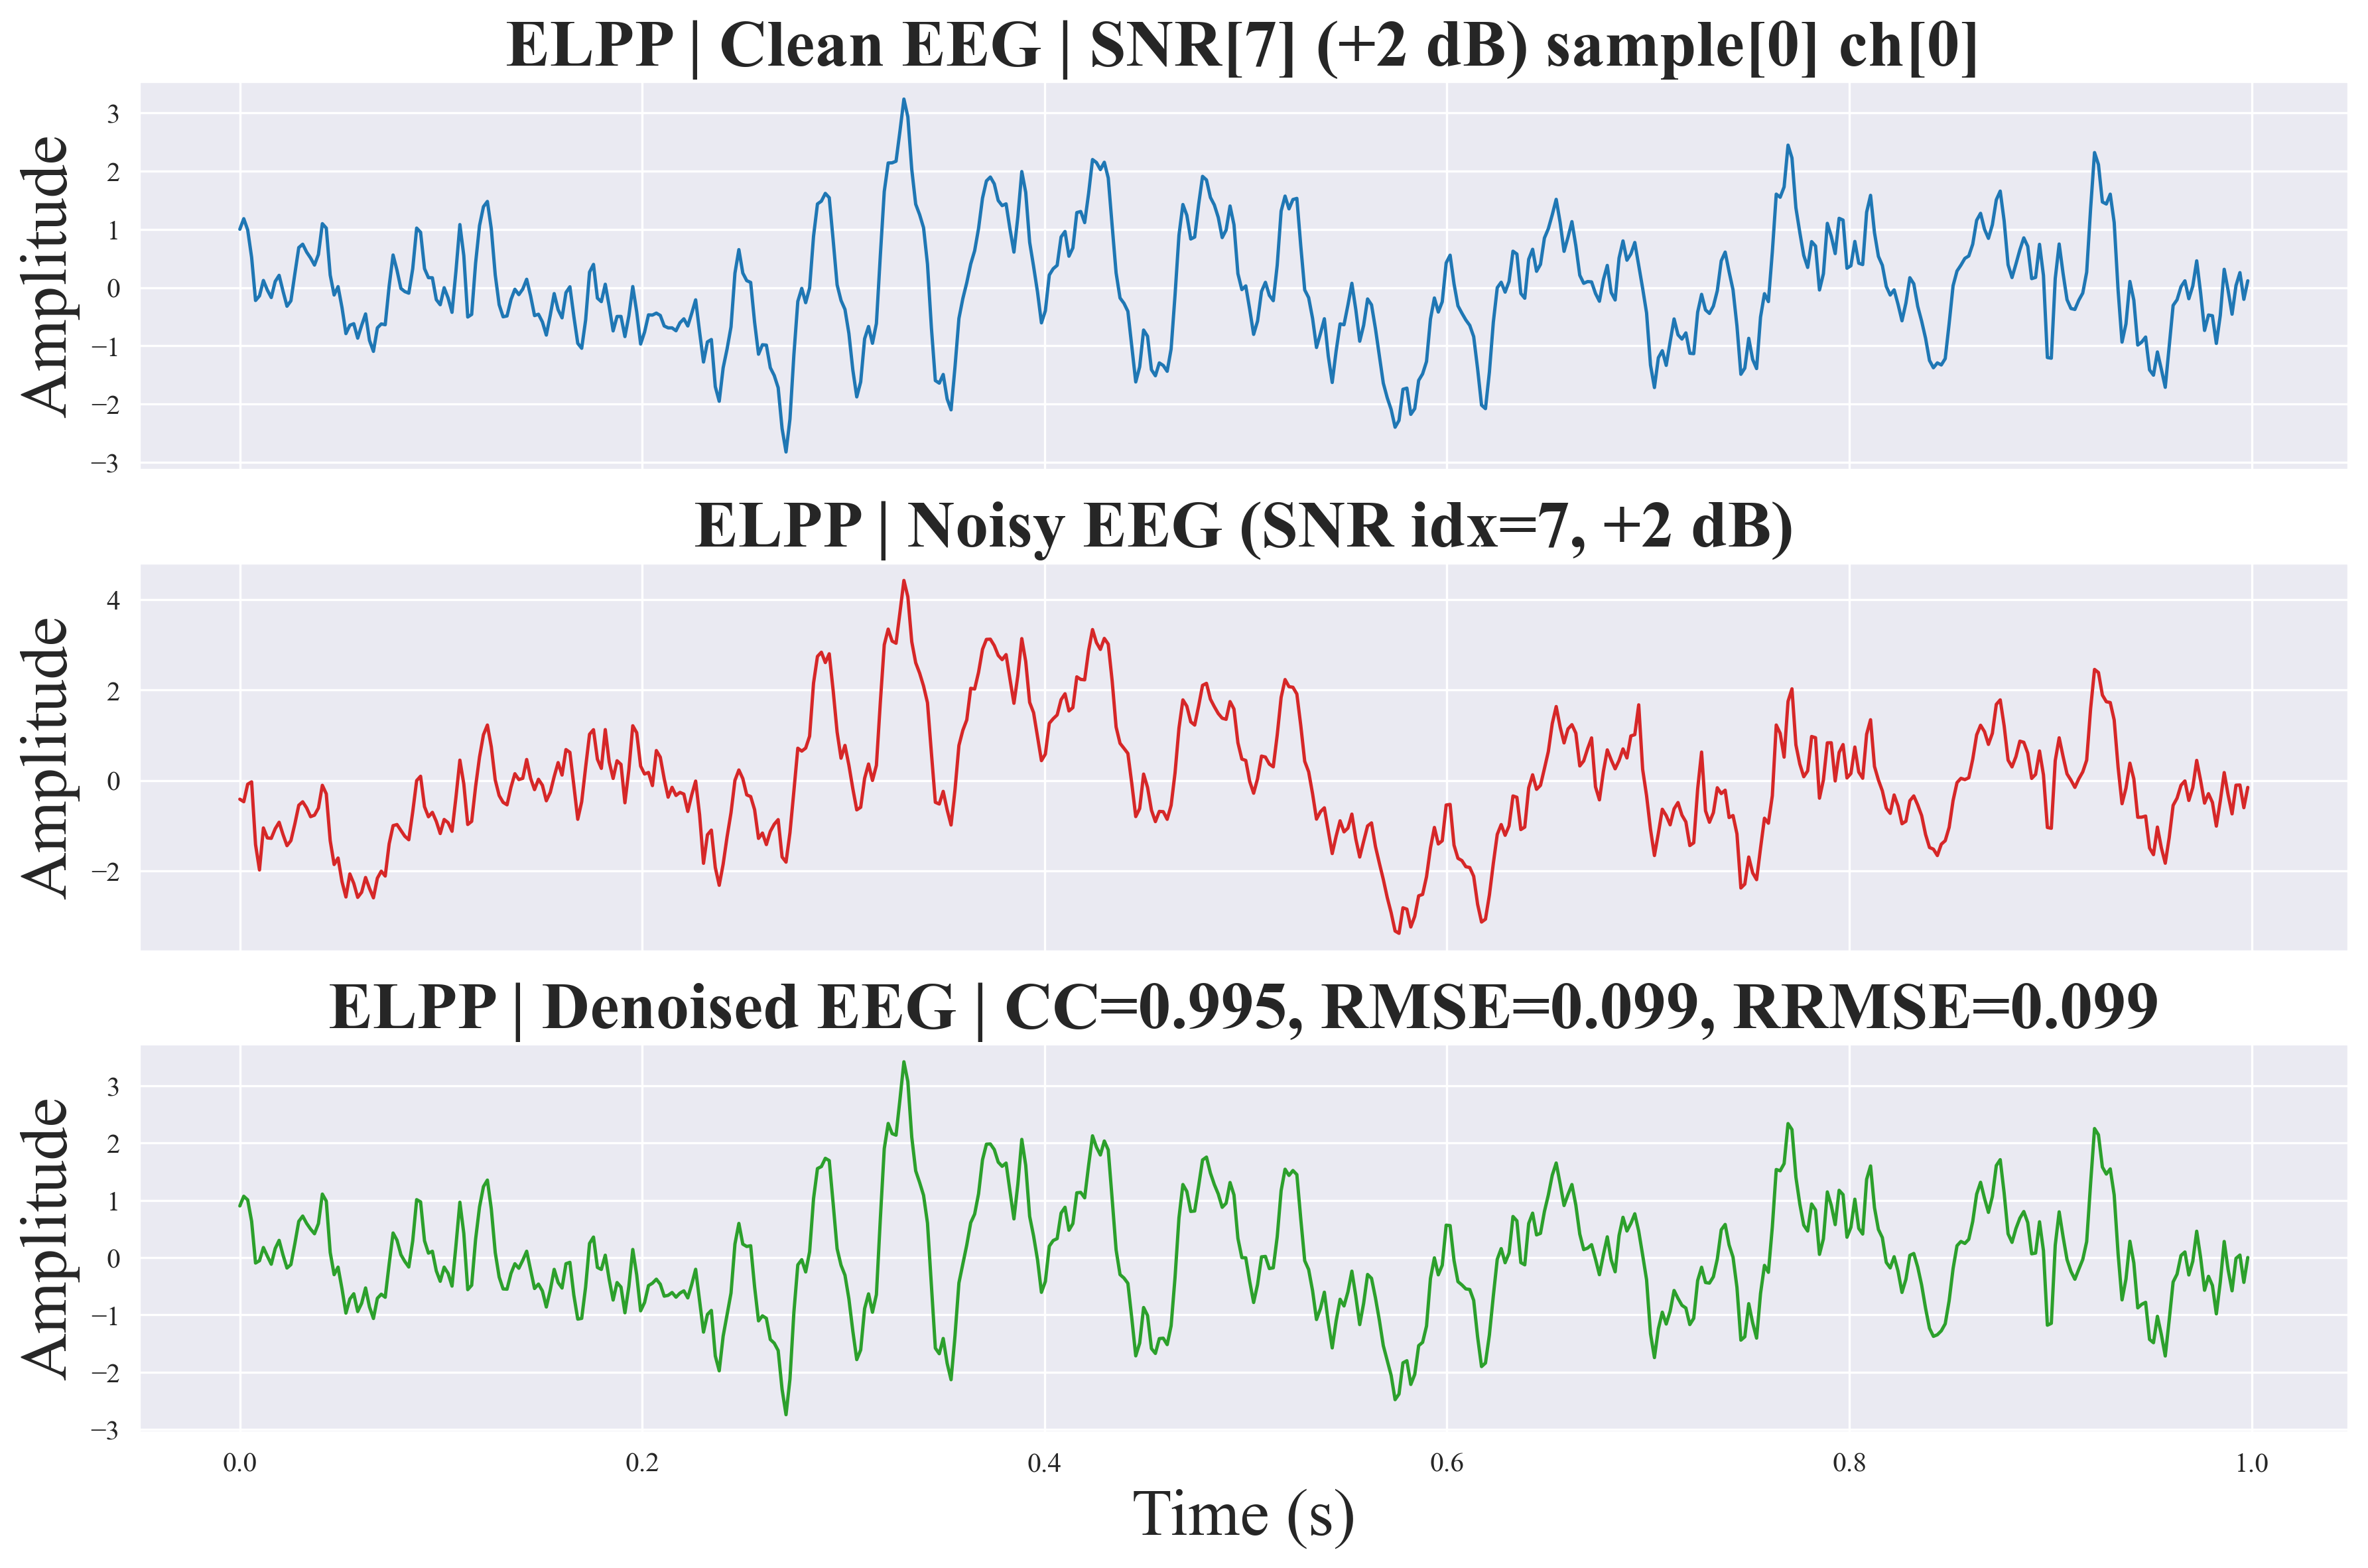 ELPP | Clean EEG | SNR[7] (+2 dB) sample[0] ch[0]
Amplitude
3
2
1
0
−1
−2
−3
ELPP | Noisy EEG (SNR idx=7, +2 dB)
Amplitude
4
2
0
−2
ELPP | Denoised EEG | CC=0.995, RMSE=0.099, RRMSE=0.099
Amplitude
3
2
1
0
−1
−2
−3
0.0 0.2 0.4 0.6 0.8 1.0
Time (s)